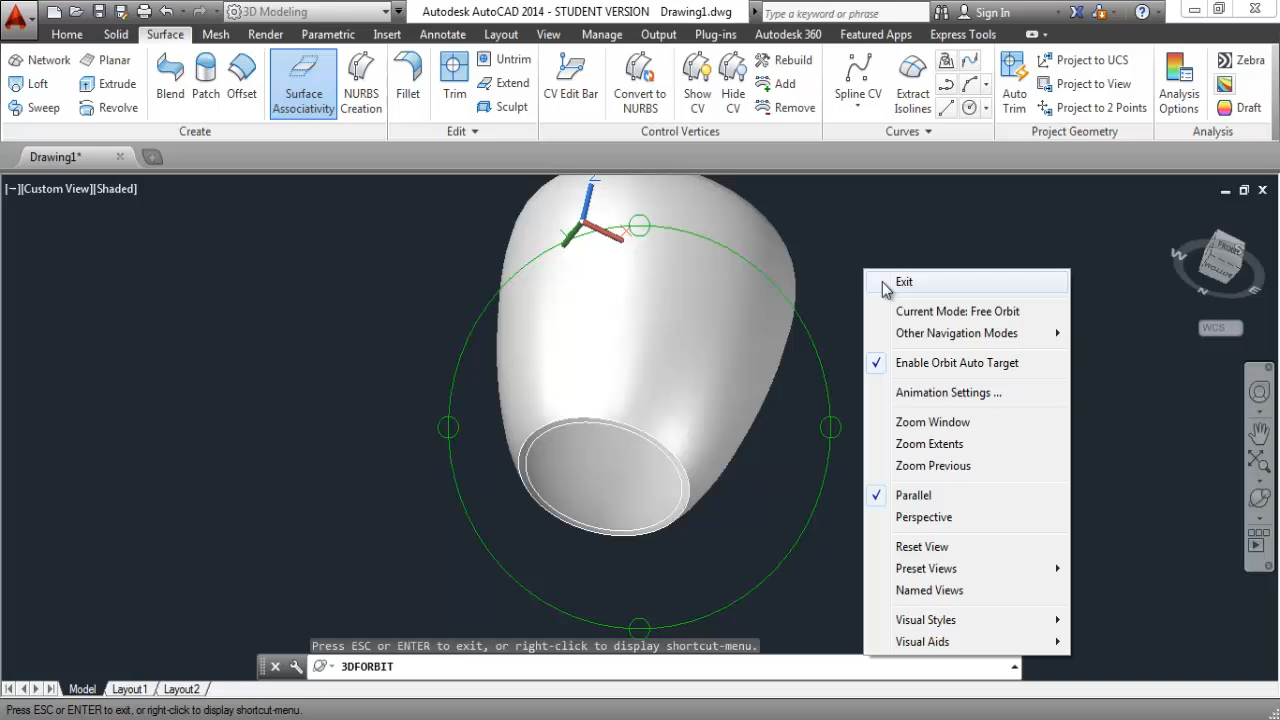 3D Modeling
Autodesk AutoCAD 2014 - STUDENT VERSION Drawing1.dwg
Type a keyword or phrase
Sign In
Home Solid Surface Mesh Render Parametric Insert Annotate Layout View Manage Output Plug-ins Autodesk 360 Featured Apps Express Tools
Network
Planar
Loft
Extrude
Sweep
Revolve
Blend
Patch
Offset
Surface
Associativity
NURBS
Creation
Create
Fillet
Trim
Untrim
Extend
Sculpt
Edit
CV Edit Bar
Convert to
NURBS
Show
CV
Hide
CV
Rebuild
Add
Remove
Control Vertices
Spline CV
Extract
Isolines
Curves
Auto
Trim
Project to UCS
Project to View
Project to 2 Points
Project Geometry
Analysis
Options
Zebra
Draft
Analysis
Drawing1*
[−][Custom View][Shaded]
Z
X
W
N
E
BOTTOM
WCS
Exit
Current Mode: Free Orbit
Other Navigation Modes
Enable Orbit Auto Target
Animation Settings ...
Zoom Window
Zoom Extents
Zoom Previous
Parallel
Perspective
Reset View
Preset Views
Named Views
Visual Styles
Visual Aids
Press ESC or ENTER to exit, or right-click to display shortcut-menu.
3DFORBIT
Model Layout1 Layout2
Press ESC or ENTER to exit, or right-click to display shortcut-menu.